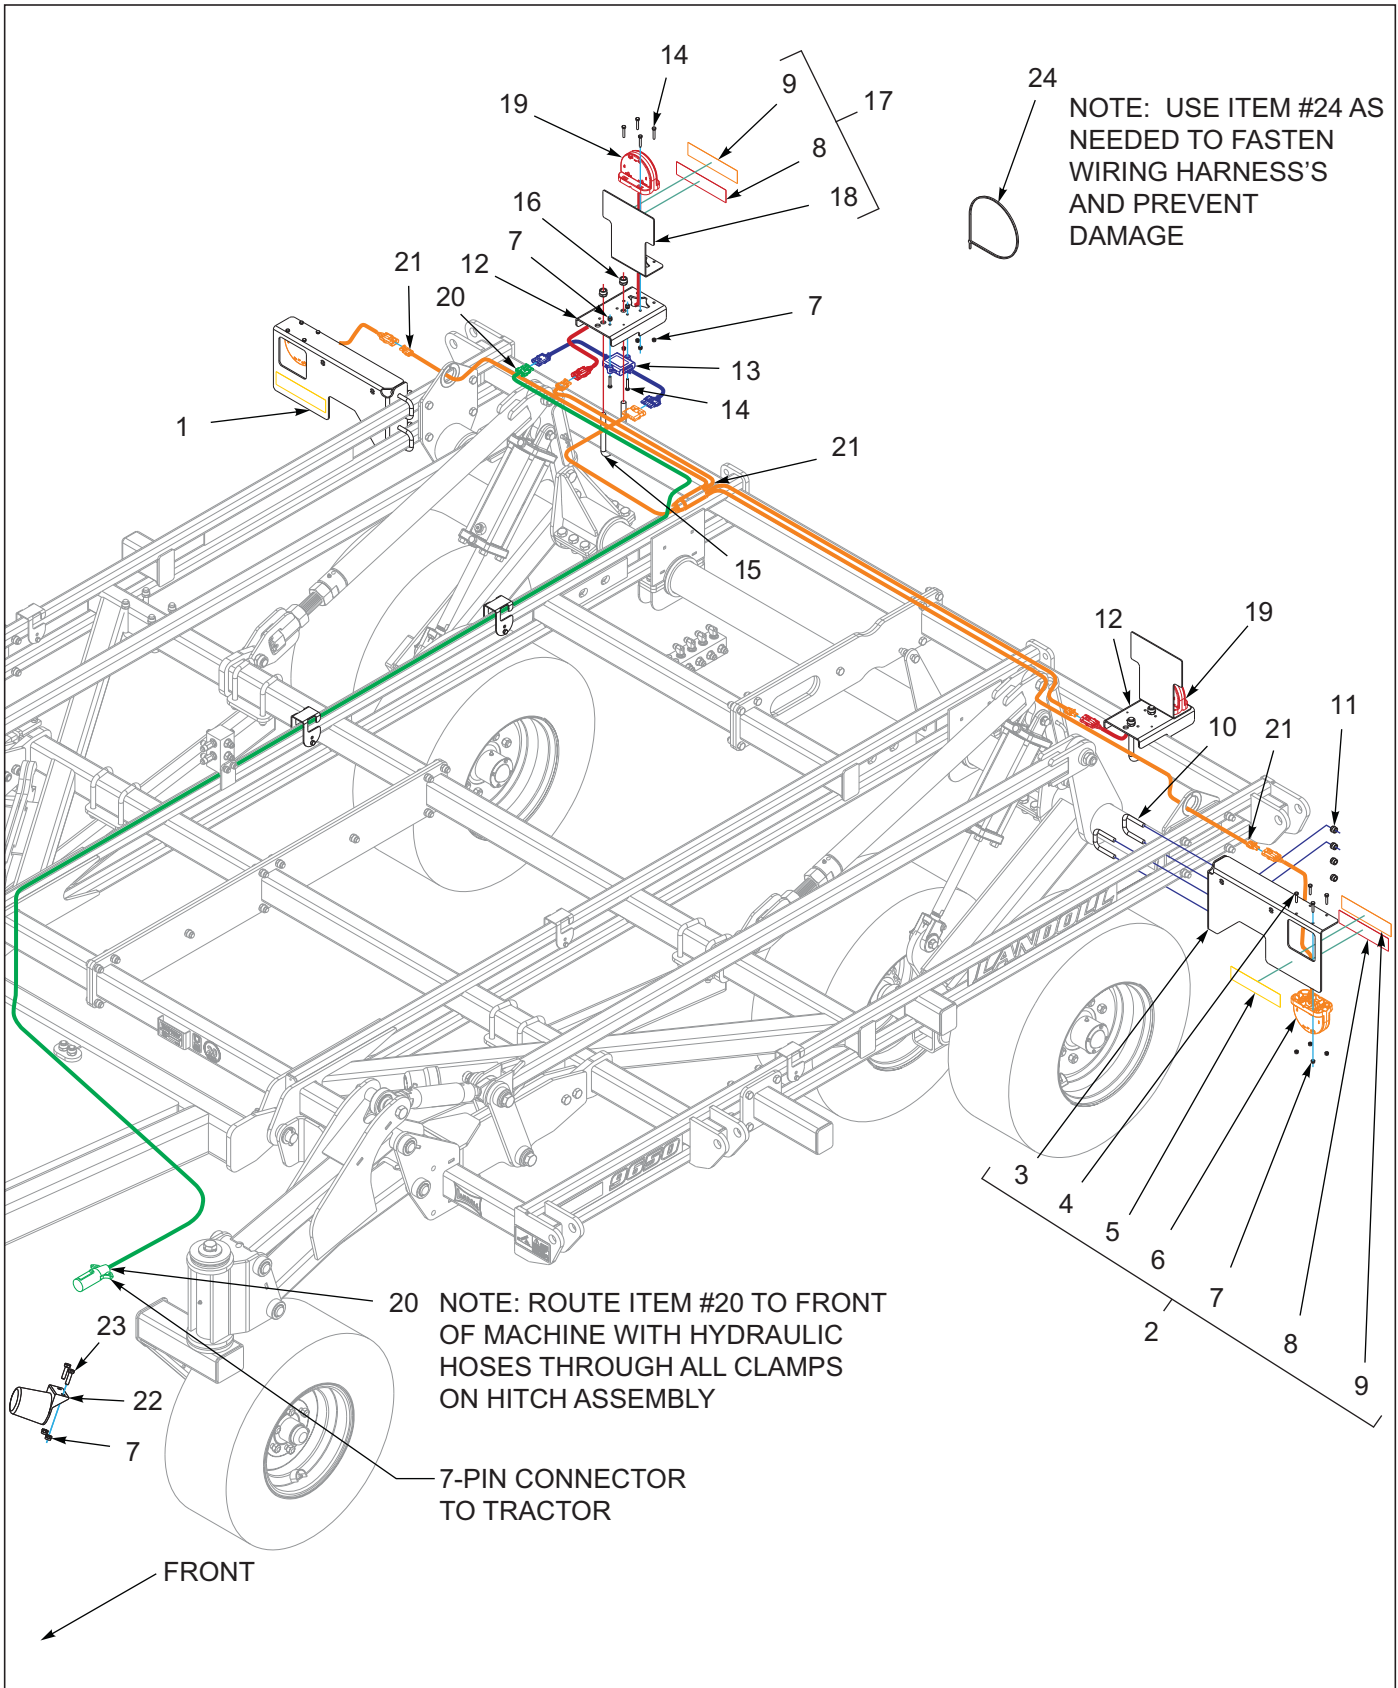 14
9
17
19
8
18
16
7
12
21
20
7
13
14
1
21
15
24
NOTE: USE ITEM #24 AS
NEEDED TO FASTEN
WIRING HARNESS'S
AND PREVENT
DAMAGE
12
19
10
21
11
LANDOLL
9650
3
4
5
6
7
8
9
2
20
NOTE: ROUTE ITEM #20 TO FRONT
OF MACHINE WITH HYDRAULIC
HOSES THROUGH ALL CLAMPS
ON HITCH ASSEMBLY
23
22
7
7-PIN CONNECTOR
TO TRACTOR
FRONT